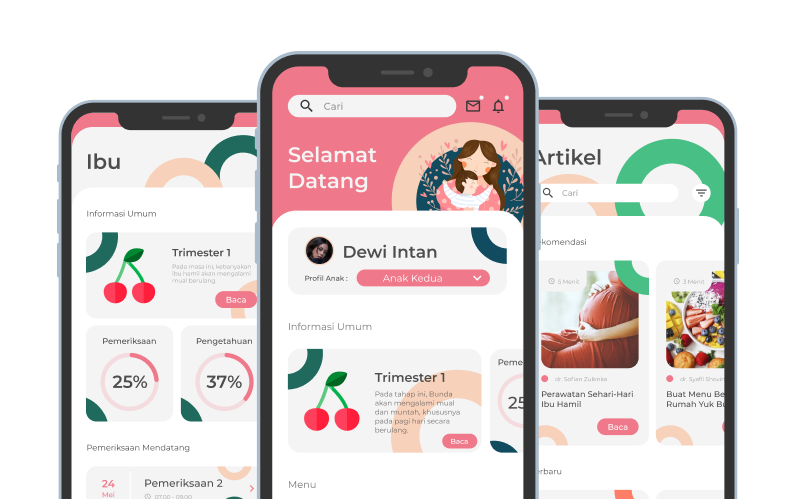 Ibu
Informasi Umum
Trimester 1
Pada masa ini, kebanyakan
ibu hamil akan mengalami
mual berulang.
Baca
Pemeriksaan
25%
Pengetahuan
37%
Pemeriksaan Mendatang
24
Mei
Pemeriksaan 2
07.00 - 09.00
Cari
Selamat
Datang
Dewi Intan
Profil Anak :
Anak Kedua
Informasi Umum
Trimester 1
Pada tahap ini, Bunda
akan mengalami mual
dan muntah, khususnya
pada pagi hari secara
berulang.
Baca
Peme
25
Menu
Artikel
Cari
ekomendasi
5 Menit
dr. Sofian Zulenka
Perawatan Sehari-Hari
Ibu Hamil
Baca
3 Menit
dr. Syafii
Buat Menu Be
Rumah Yuk Bu
erbaru